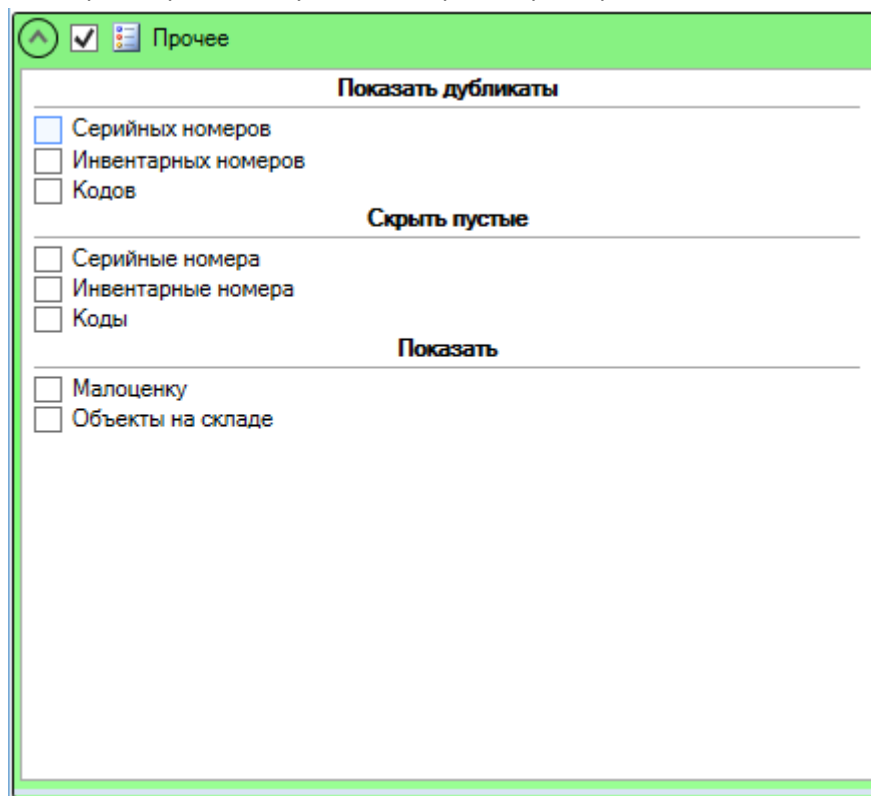 Прочее
Показать дубликаты
Серийных номеров
Инвентарных номеров
Кодов
Скрыть пустые
Серийные номера
Инвентарные номера
Коды
Показать
Малоценку
Объекты на складе